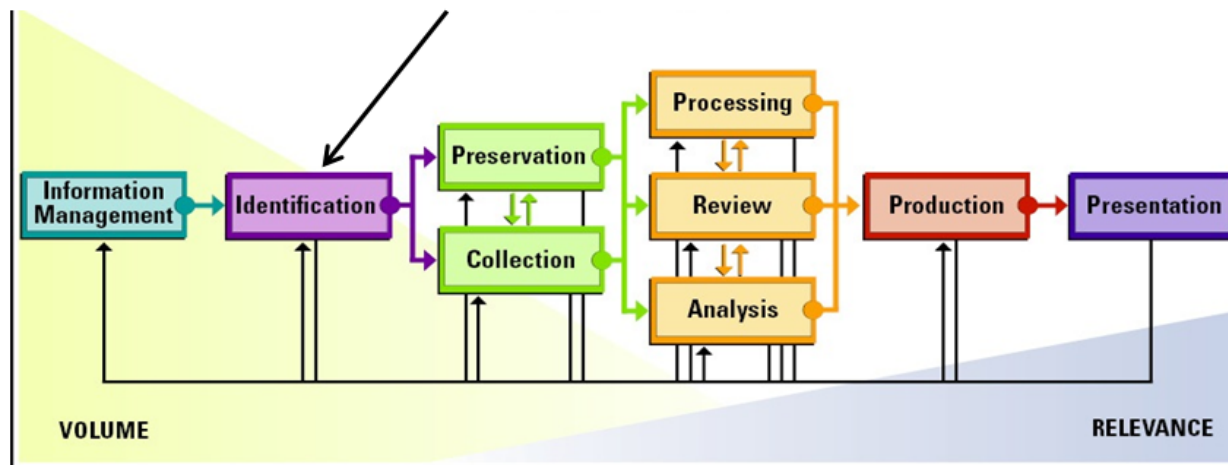 Information
Management
Identification
Preservation
Collection
Processing
Review
Analysis
Production
Presentation
VOLUME
RELEVANCE